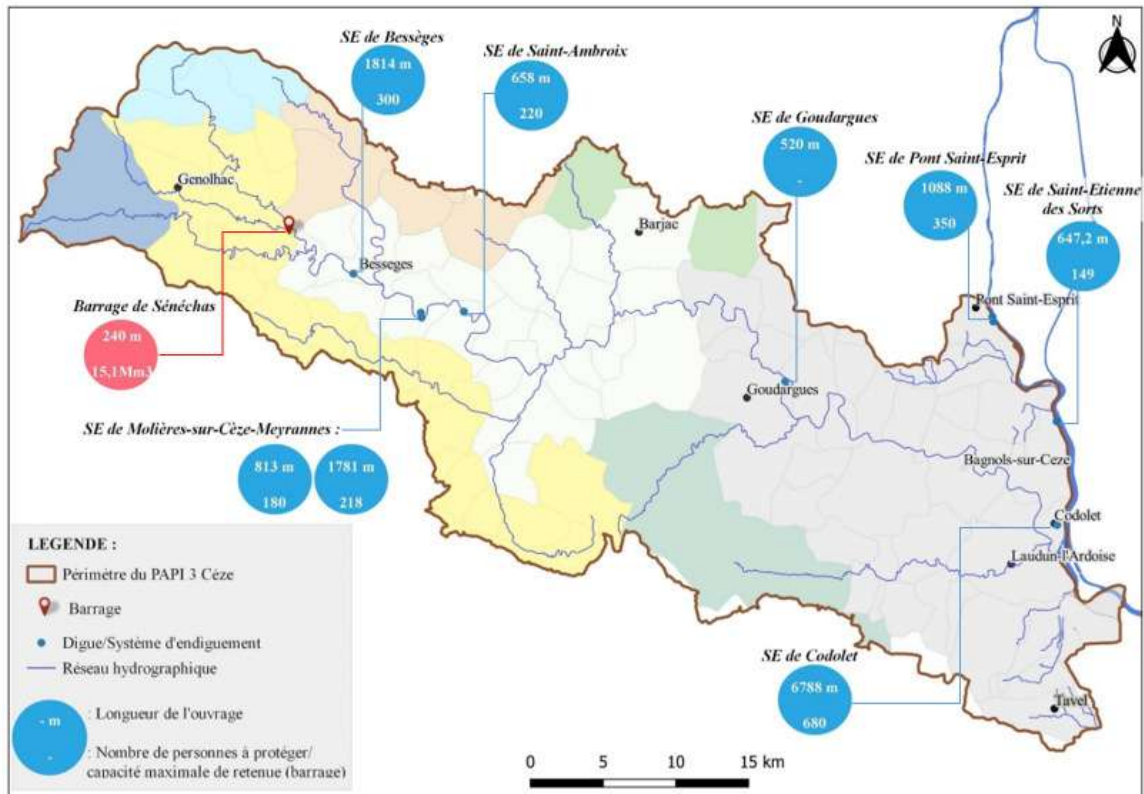 SE de Bessèges
1814 m
300
SE de Saint-Ambroix
658 m
220
SE de Goudargues
520 m
-
SE de Pont Saint-Esprit
1088 m
350
SE de Saint-Etienne
des Sorts
647,2 m
149
N
Genolhac
Barjac
Besseges
Pont Saint-Esprit
Barrage de Sénéchas
240 m
15,1Mm3
Goudargues
SE de Molières-sur-Cèze-Meyrannes :
813 m
180
1781 m
218
Bagnols-sur-Ceze
Codolet
Laudun-l'Ardoise
SE de Codolet
6788 m
680
Tavel
LEGENDE :
Périmètre du PAPI 3 Cèze
Barrage
Digue/Système d'endiguement
Réseau hydrographique
- m
: Longueur de l'ouvrage
-
: Nombre de personnes à protéger/
capacité maximale de retenue (barrage)
0 5 10 15 km